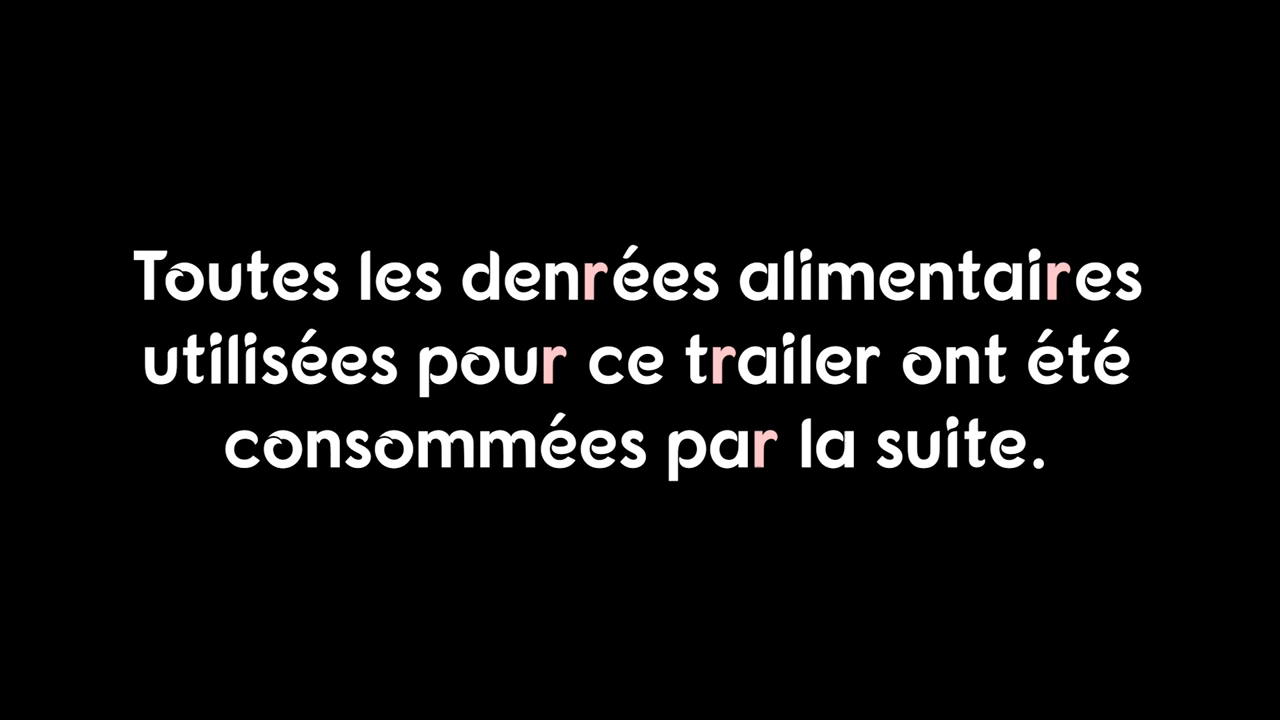 Toutes les denrées alimentaires
utilisées pour ce trailer ont été
consommées par la suite.